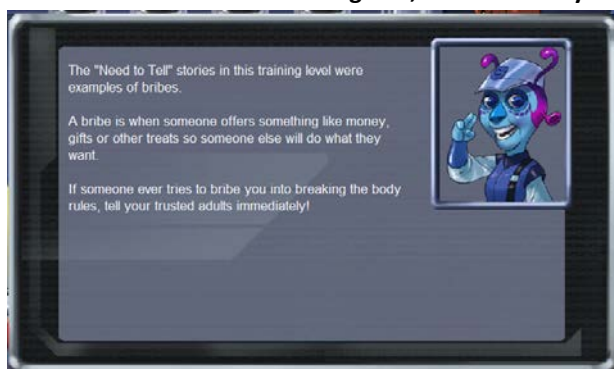 The "Need to Tell" stories in this training level were
examples of bribes.
A bribe is when someone offers something like money,
gifts or other treats so someone else will do what they
want.
If someone ever tries to bribe you into breaking the body
rules, tell your trusted adults immediately!